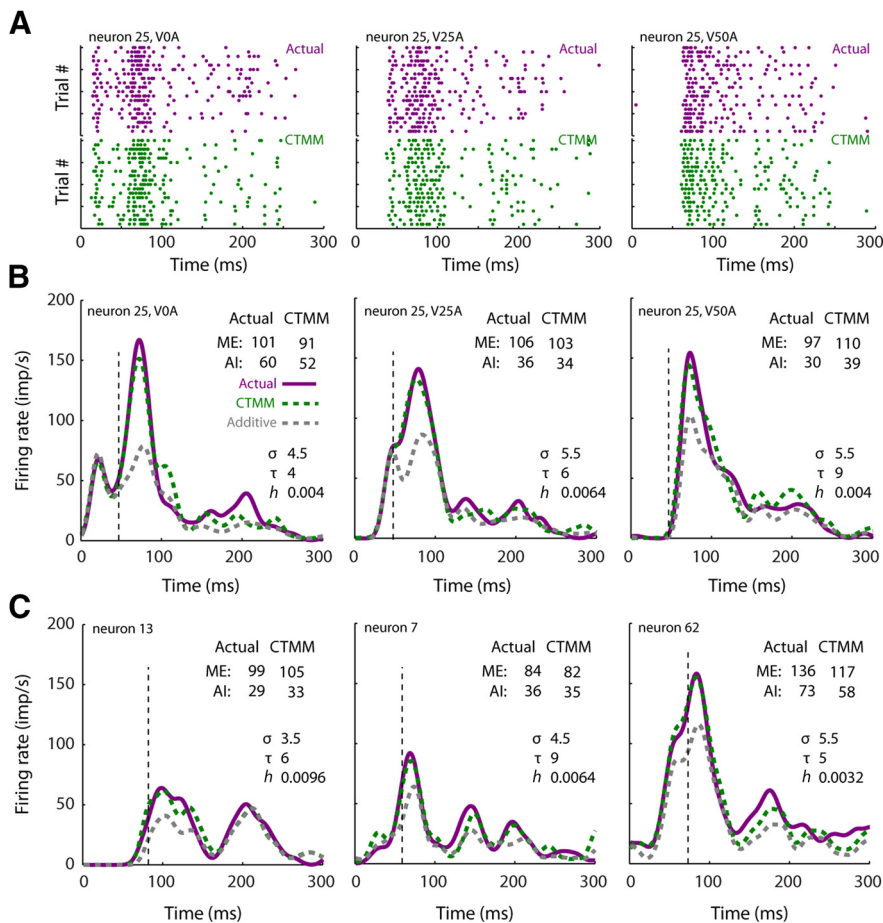 A
neuron 25, V0A
Actual
Trial #
CTMM
Trial #
0 100 200 300
Time (ms)
neuron 25, V25A
Actual
CTMM
0 100 200 300
Time (ms)
neuron 25, V50A
Actual
CTMM
0 100 200 300
Time (ms)
B
Firing rate (imp/s)
200
150
100
50
0
neuron 25, V0A
Actual CTMM
ME: 101 91
AI: 60 52
Actual
CTMM
Additive
σ 4.5
τ 4
h 0.004
0 100 200 300
Time (ms)
neuron 25, V25A
Actual CTMM
ME: 106 103
AI: 36 34
σ 5.5
τ 6
h 0.0064
0 100 200 300
Time (ms)
neuron 25, V50A
Actual CTMM
ME: 97 110
AI: 30 39
σ 5.5
τ 9
h 0.004
0 100 200 300
Time (ms)
C
Firing rate (imp/s)
200
150
100
50
0
neuron 13
Actual CTMM
ME: 99 105
AI: 29 33
σ 3.5
τ 6
h 0.0096
0 100 200 300
Time (ms)
neuron 7
Actual CTMM
ME: 84 82
AI: 36 35
σ 4.5
τ 9
h 0.0064
0 100 200 300
Time (ms)
neuron 62
Actual CTMM
ME: 136 117
AI: 73 58
σ 5.5
τ 5
h 0.0032
0 100 200 300
Time (ms)